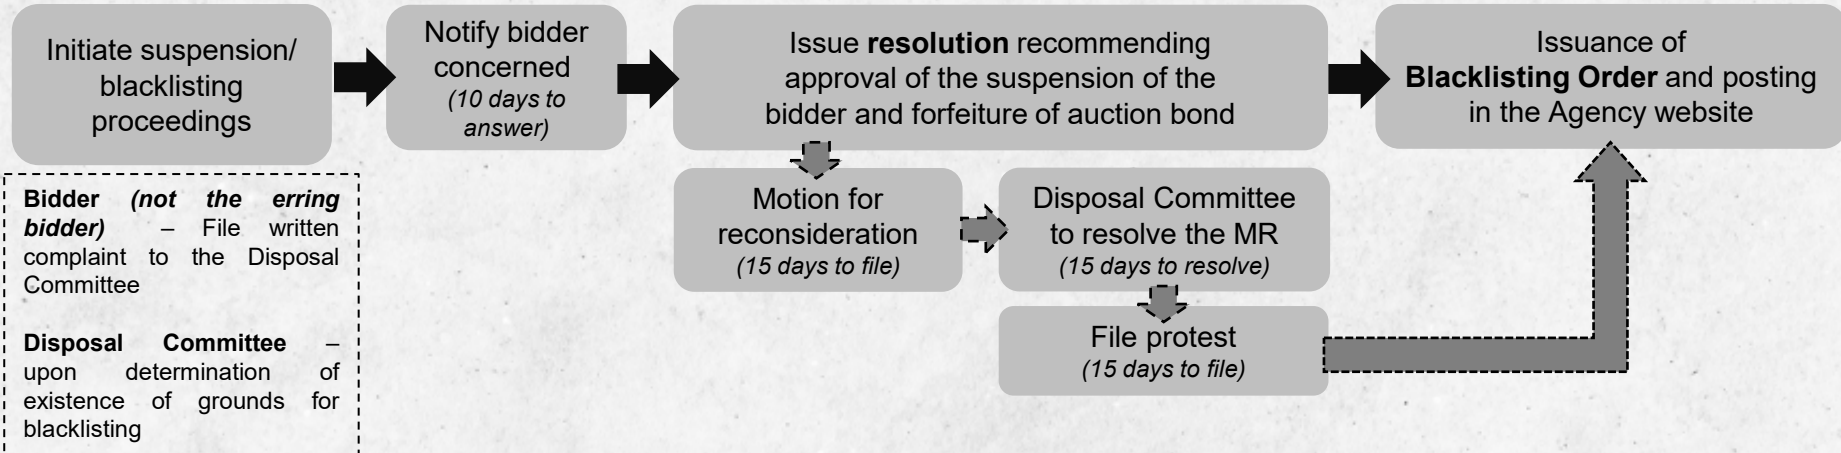 Initiate suspension/
blacklisting
proceedings
Notify bidder
concerned
(10 days to
answer)
Issue resolution recommending
approval of the suspension of the
bidder and forfeiture of auction bond
Issuance of
Blacklisting Order and posting
in the Agency website
Bidder (not the erring
bidder) – File written
complaint to the Disposal
Committee
Disposal Committee –
upon determination of
existence of grounds for
blacklisting
Motion for
reconsideration
(15 days to file)
Disposal Committee
to resolve the MR
(15 days to resolve)
File protest
(15 days to file)